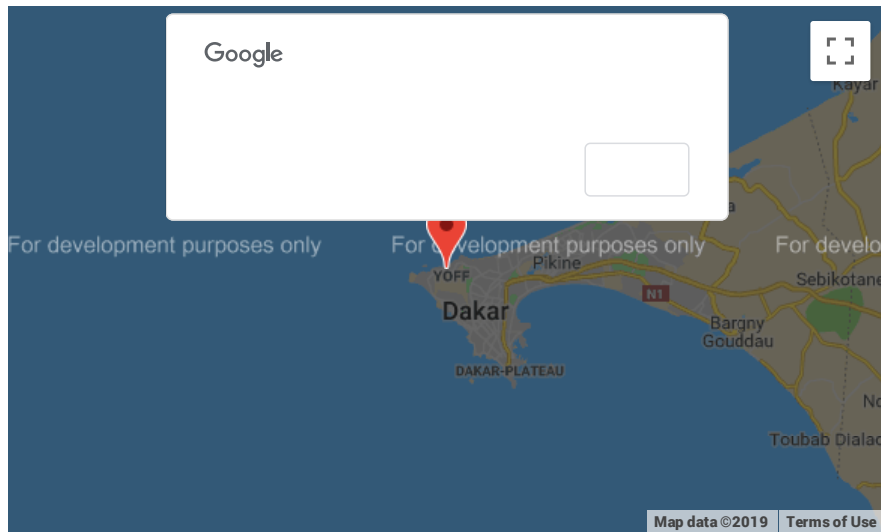 Google
Kayar
For development purposes only
For development purposes only
For develo
YOFF
Pikine
Sebikotane
N1
Dakar
Bargny
Gouddau
DAKAR-PLATEAU
Toubab Dialac
Map data ©2019
Terms of Use